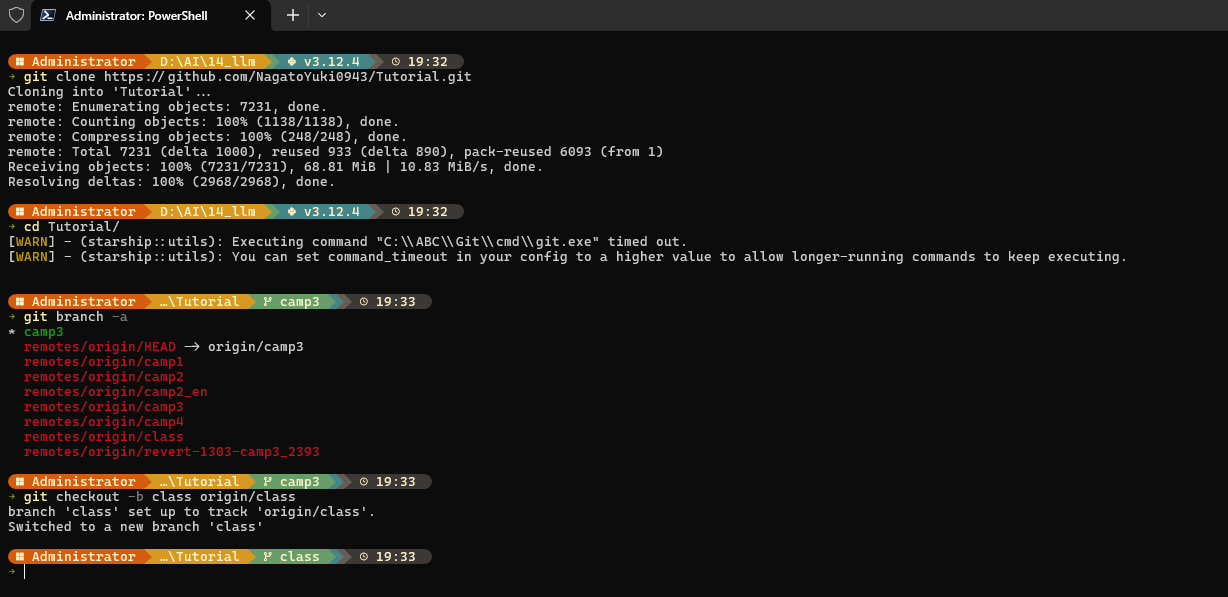 Administrator: PowerShell
Administrator D:\AI\14_llm v3.12.4 19:32
→ git clone https://github.com/NagatoYuki0943/Tutorial.git
Cloning into 'Tutorial'...
remote: Enumerating objects: 7231, done.
remote: Counting objects: 100% (1138/1138), done.
remote: Compressing objects: 100% (248/248), done.
remote: Total 7231 (delta 1000), reused 933 (delta 890), pack-reused 6093 (from 1)
Receiving objects: 100% (7231/7231), 68.81 MiB | 10.83 MiB/s, done.
Resolving deltas: 100% (2968/2968), done.
Administrator D:\AI\14_llm v3.12.4 19:32
→ cd Tutorial/
[WARN] - (starship::utils): Executing command "C:\\ABC\\Git\\cmd\\git.exe" timed out.
[WARN] - (starship::utils): You can set command_timeout in your config to a higher value to allow longer-running commands to keep executing.
Administrator …\Tutorial camp3 19:33
→ git branch -a
* camp3
remotes/origin/HEAD -> origin/camp3
remotes/origin/camp1
remotes/origin/camp2
remotes/origin/camp2_en
remotes/origin/camp3
remotes/origin/camp4
remotes/origin/class
remotes/origin/revert-1303-camp3_2393
Administrator …\Tutorial camp3 19:33
→ git checkout -b class origin/class
branch 'class' set up to track 'origin/class'.
Switched to a new branch 'class'
Administrator …\Tutorial class 19:33
→